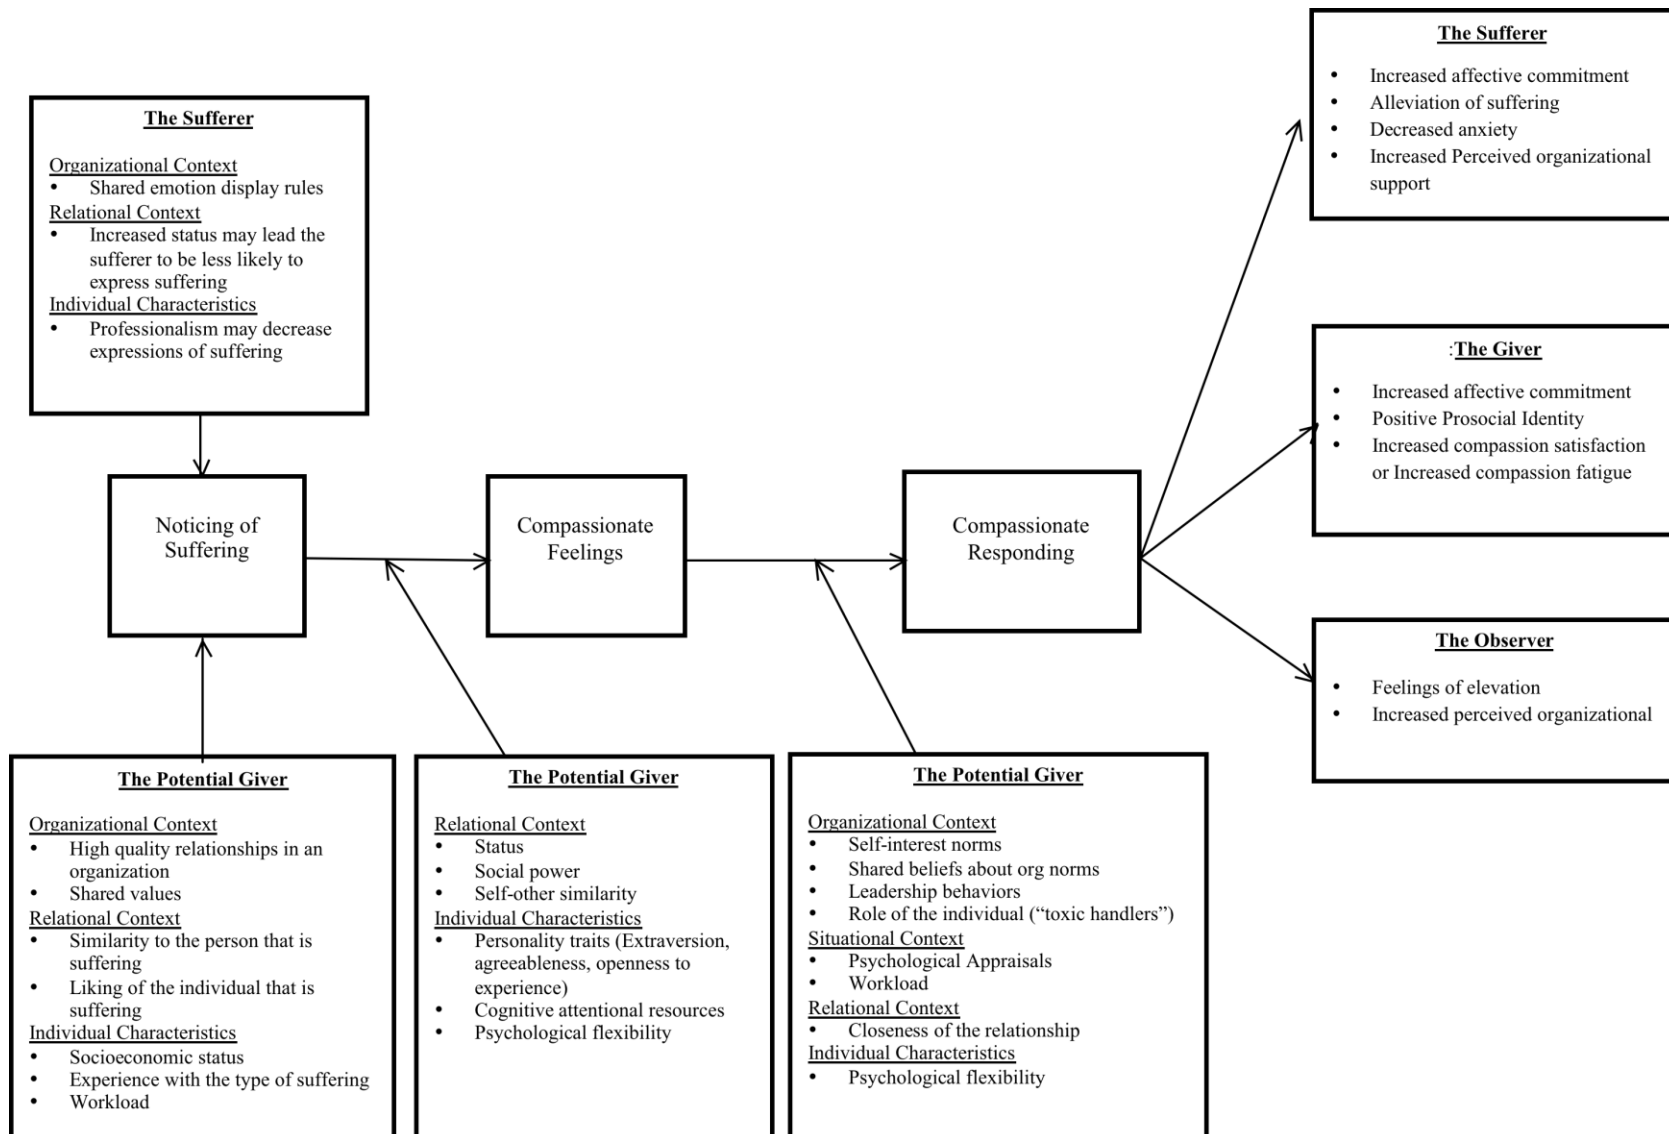 The Sufferer
Organizational Context
• Shared emotion display rules
Relational Context
• Increased status may lead the
sufferer to be less likely to
express suffering
Individual Characteristics
• Professionalism may decrease
expressions of suffering
Noticing of
Suffering
Compassionate
Feelings
Compassionate
Responding
The Sufferer
• Increased affective commitment
• Alleviation of suffering
• Decreased anxiety
• Increased Perceived organizational
support
:The Giver
• Increased affective commitment
• Positive Prosocial Identity
• Increased compassion satisfaction
or Increased compassion fatigue
The Observer
• Feelings of elevation
• Increased perceived organizational
The Potential Giver
Organizational Context
• High quality relationships in an
organization
• Shared values
Relational Context
• Similarity to the person that is
suffering
• Liking of the individual that is
suffering
Individual Characteristics
• Socioeconomic status
• Experience with the type of suffering
• Workload
The Potential Giver
Relational Context
• Status
• Social power
• Self-other similarity
Individual Characteristics
• Personality traits (Extraversion,
agreeableness, openness to
experience)
• Cognitive attentional resources
• Psychological flexibility
The Potential Giver
Organizational Context
• Self-interest norms
• Shared beliefs about org norms
• Leadership behaviors
• Role of the individual (“toxic handlers”)
Situational Context
• Psychological Appraisals
• Workload
Relational Context
• Closeness of the relationship
Individual Characteristics
• Psychological flexibility